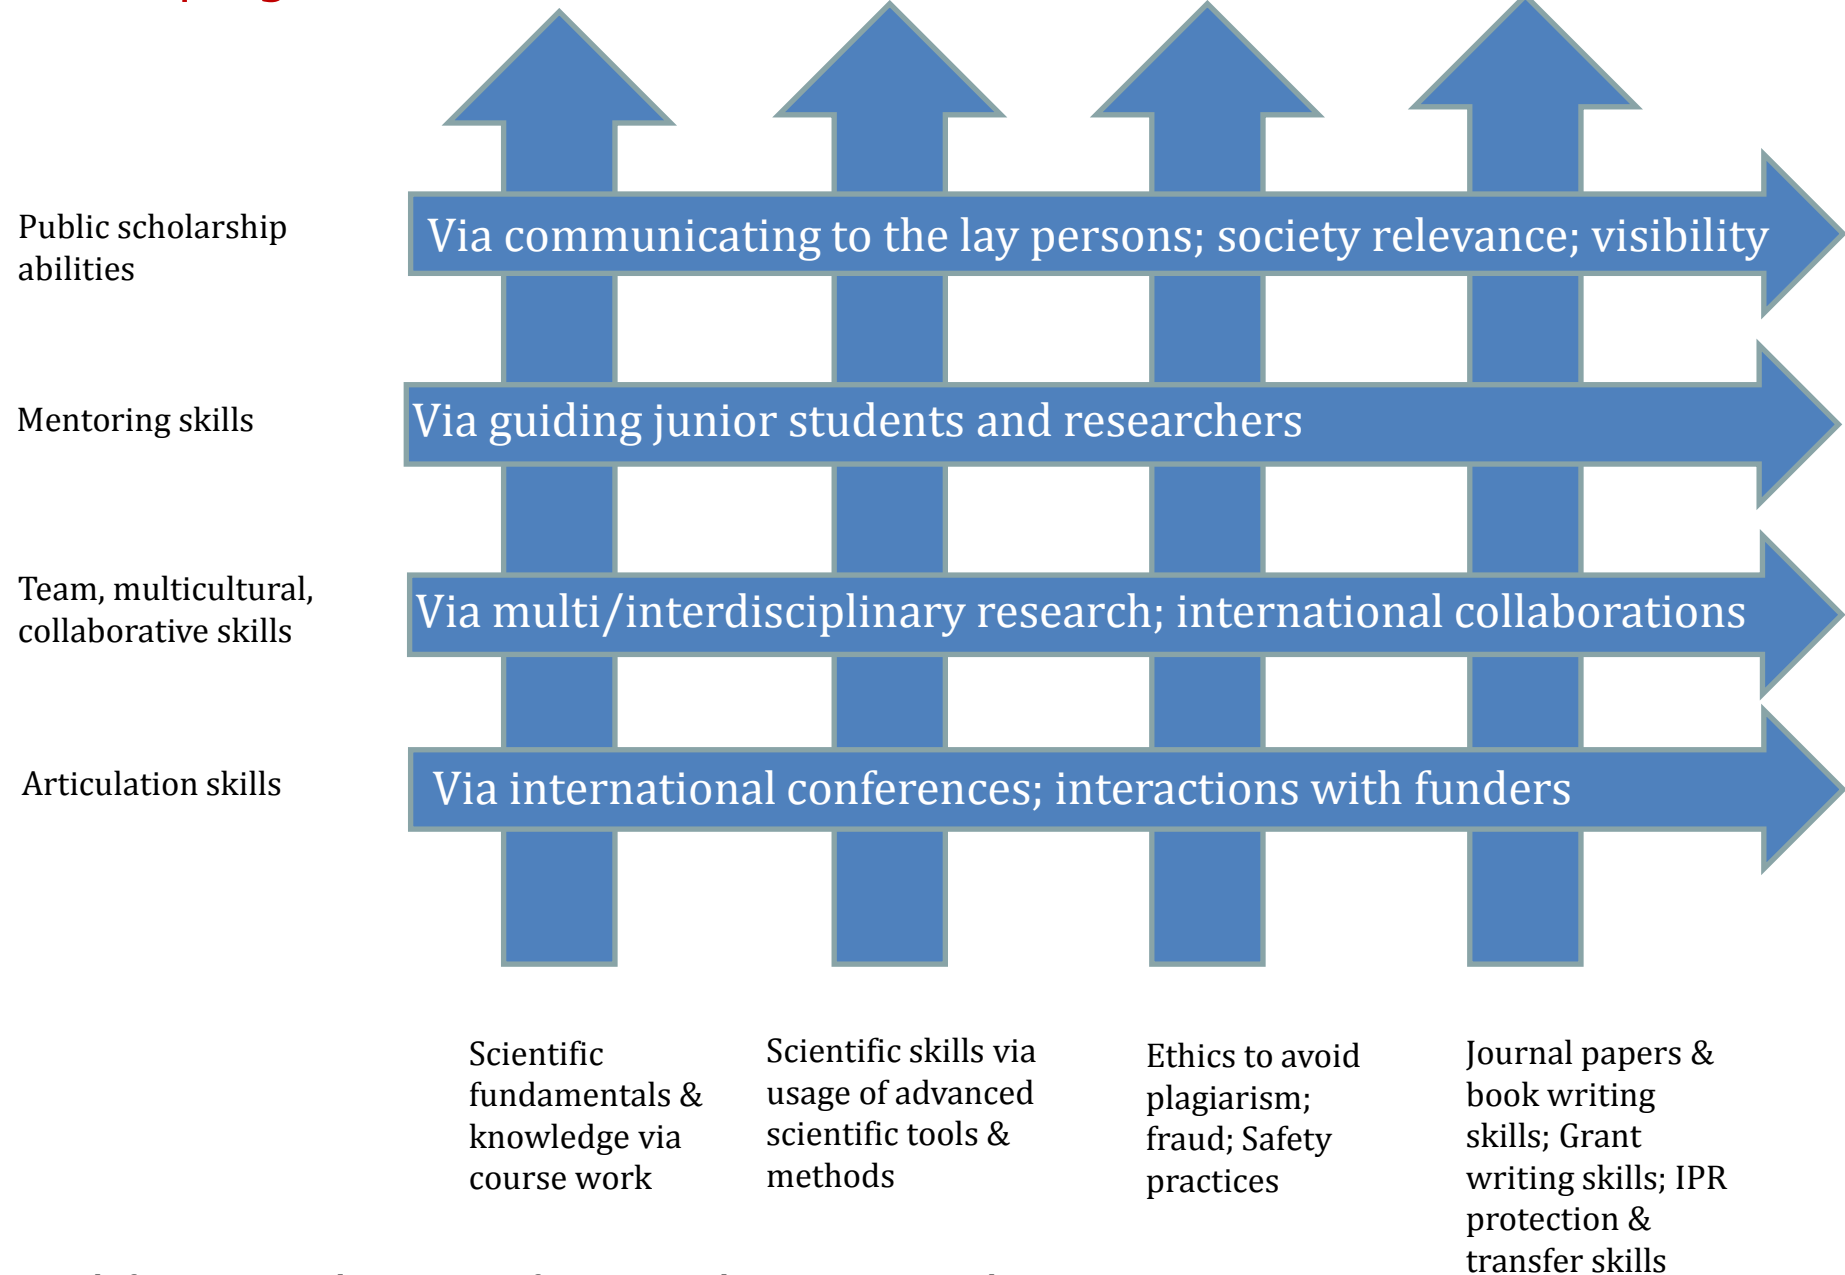 Public scholarship
abilities
Via communicating to the lay persons; society relevance; visibility
Mentoring skills
Via guiding junior students and researchers
Team, multicultural,
collaborative skills
Via multi/interdisciplinary research; international collaborations
Articulation skills
Via international conferences; interactions with funders
Scientific
fundamentals &
knowledge via
course work
Scientific skills via
usage of advanced
scientific tools &
methods
Ethics to avoid
plagiarism;
fraud; Safety
practices
Journal papers &
book writing
skills; Grant
writing skills; IPR
protection &
transfer skills